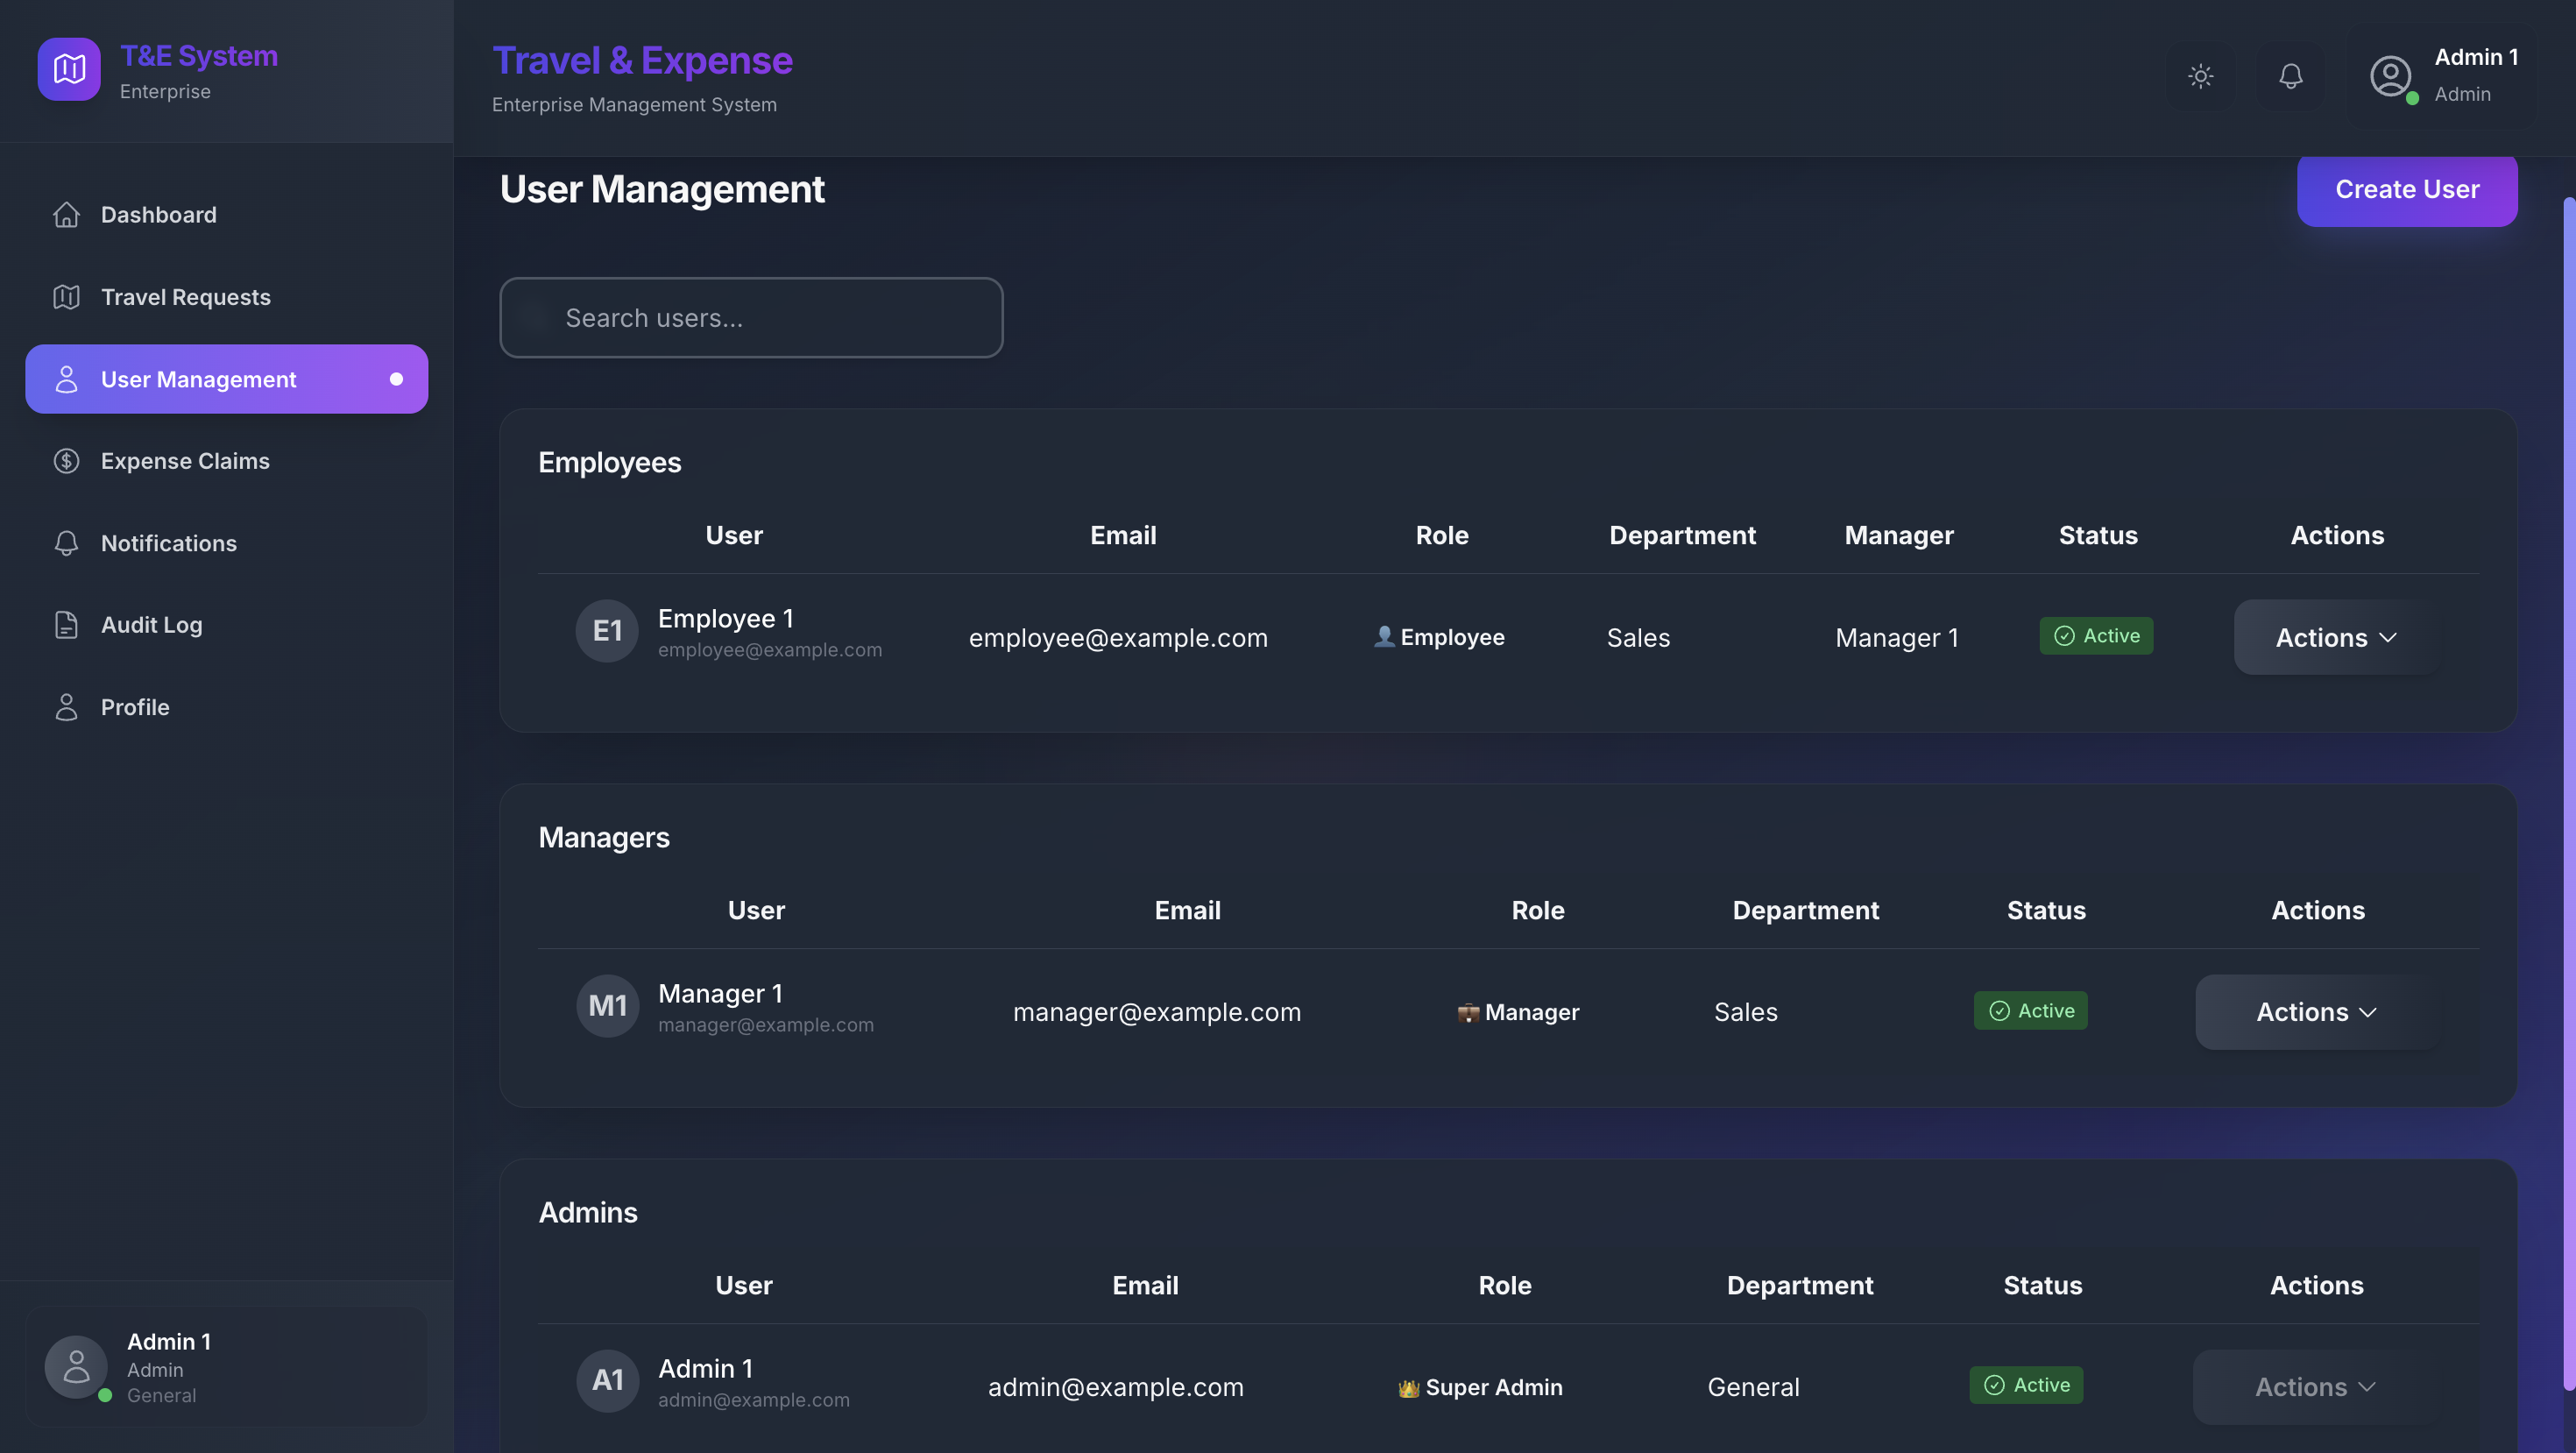 T&E System
Enterprise
Dashboard
Travel Requests
User Management
Expense Claims
Notifications
Audit Log
Profile
Admin 1
Admin
General
Travel & Expense
Enterprise Management System
Admin 1
Admin
User Management
Create User
Search users...
Employees
User Email Role Department Manager Status Actions
E1 Employee 1 employee@example.com Employee Sales Manager 1 Active Actions
employee@example.com
Managers
User Email Role Department Status Actions
M1 Manager 1 manager@example.com Manager Sales Active Actions
manager@example.com
Admins
User Email Role Department Status Actions
A1 Admin 1 admin@example.com Super Admin General Active Actions
admin@example.com